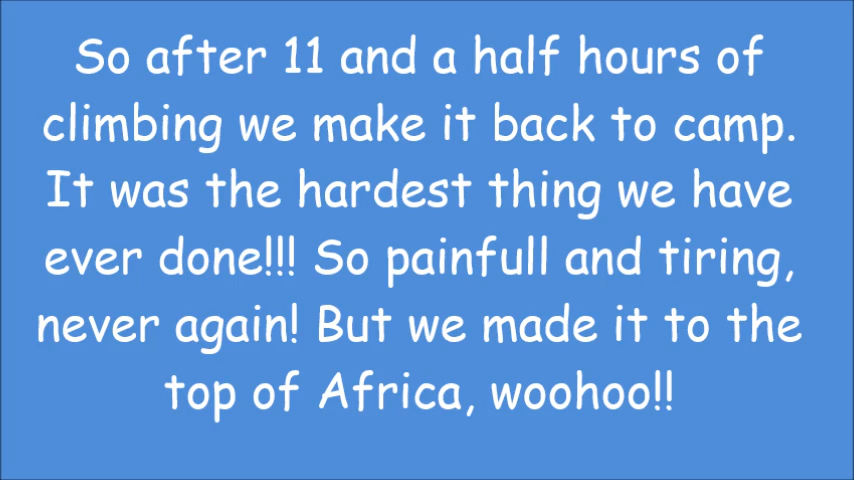 So after 11 and a half hours of
climbing we make it back to camp.
It was the hardest thing we have
ever done!!! So painfull and tiring,
never again! But we made it to the
top of Africa, woohoo!!